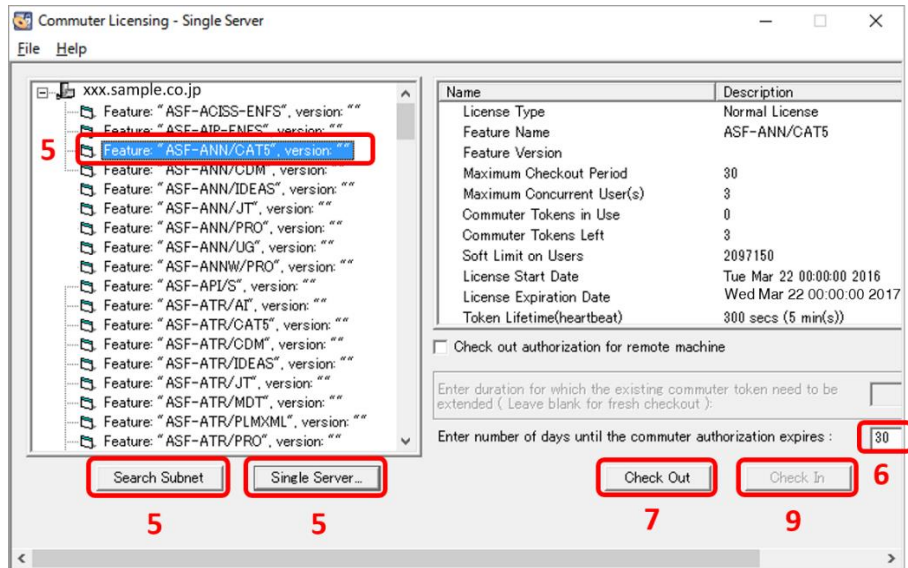 Commuter Licensing - Single Server
File Help
xxx.sample.co.jp
Feature: "ASF-ACISS-ENFS", version: ""
Feature: "ASF-AIP-ENFS", version: ""
5
Feature: "ASF-ANN/CAT5", version: ""
Feature: "ASF-ANN/CDM", version: ""
Feature: "ASF-ANN/IDEAS", version: ""
Feature: "ASF-ANN/JT", version: ""
Feature: "ASF-ANN/PRO", version: ""
Feature: "ASF-ANN/UG", version: ""
Feature: "ASF-ANNW/PRO", version: ""
Feature: "ASF-API/S", version: ""
Feature: "ASF-ATR/AI", version: ""
Feature: "ASF-ATR/CAT5", version: ""
Feature: "ASF-ATR/CDM", version: ""
Feature: "ASF-ATR/IDEAS", version: ""
Feature: "ASF-ATR/JT", version: ""
Feature: "ASF-ATR/MDT", version: ""
Feature: "ASF-ATR/PLMXML", version: ""
Feature: "ASF-ATR/PRO", version: ""
Search Subnet
Single Server...
5
5
Name Description
License Type Normal License
Feature Name ASF-ANN/CAT5
Feature Version
Maximum Checkout Period 30
Maximum Concurrent User(s) 3
Commuter Tokens in Use 0
Commuter Tokens Left 3
Soft Limit on Users 2097150
License Start Date Tue Mar 22 00:00:00 2016
License Expiration Date Wed Mar 22 00:00:00 2017
Token Lifetime(heartbeat) 300 secs (5 min(s))
Check out authorization for remote machine
Enter duration for which the existing commuter token need to be
extended ( Leave blank for fresh checkout ):
Enter number of days until the commuter authorization expires : 30
6
Check Out
Check In
7
9